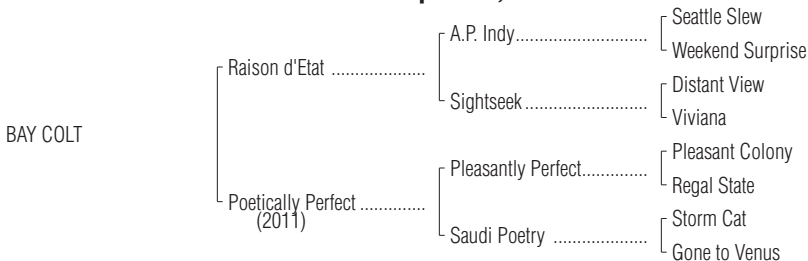 Seattle Slew
A.P. Indy
Weekend Surprise
Raison d'Etat
Distant View
Sightseek
Viviana
BAY COLT
Pleasant Colony
Pleasantly Perfect
Regal State
Poetically Perfect
(2011)
Storm Cat
Saudi Poetry
Gone to Venus